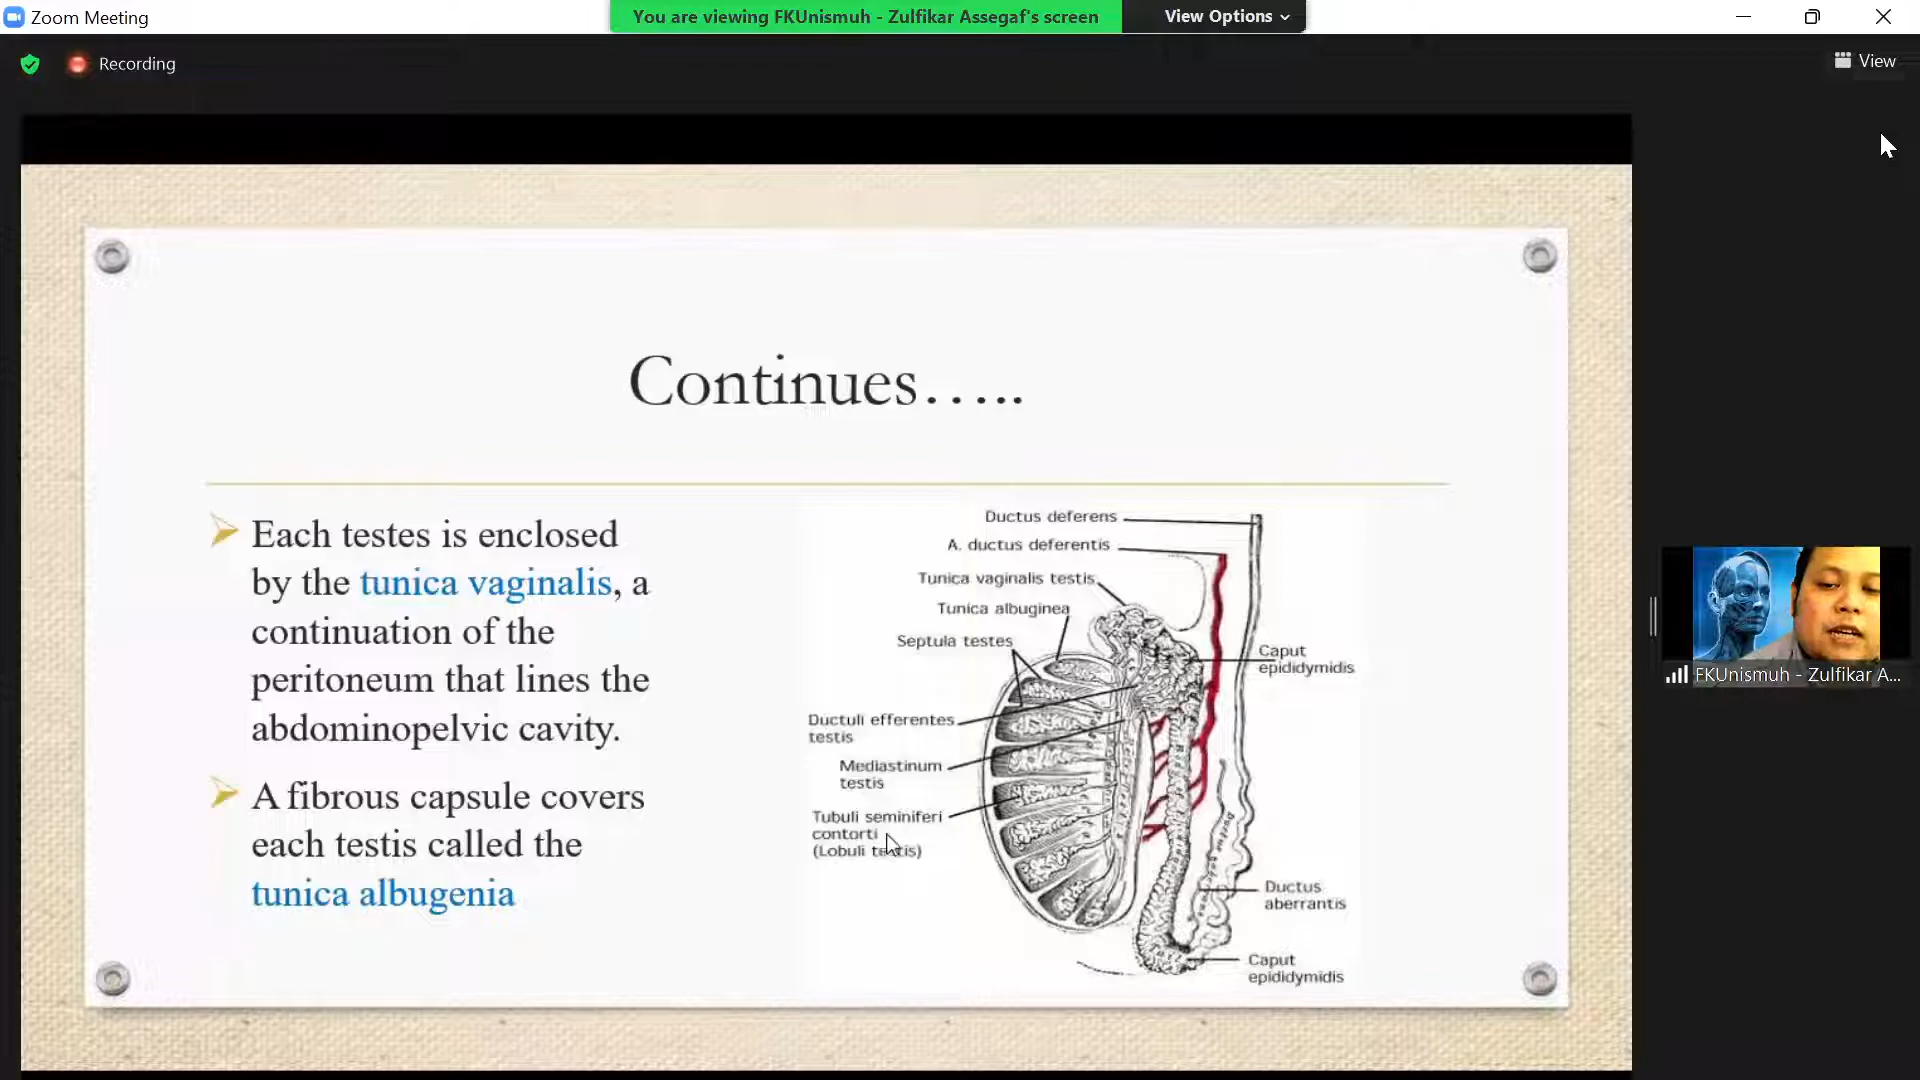 Zoom Meeting
You are viewing FKUnismuh - Zulfikar Assegaf's screen
View Options
Recording
View
Continues…..
Each testes is enclosed
by the tunica vaginalis, a
continuation of the
peritoneum that lines the
abdominopelvic cavity.
A fibrous capsule covers
each testis called the
tunica albugenia
Ductus deferens
A. ductus deferentis
Tunica vaginalis testis
Tunica albuginea
Septula testes
Caput
epididymidis
Ductuli efferentes
testis
Mediastinum
testis
Tubuli seminiferi
contorti
(Lobuli testis)
Ductus
aberrantis
Caput
epididymidis
FKUnismuh - Zulfikar A...